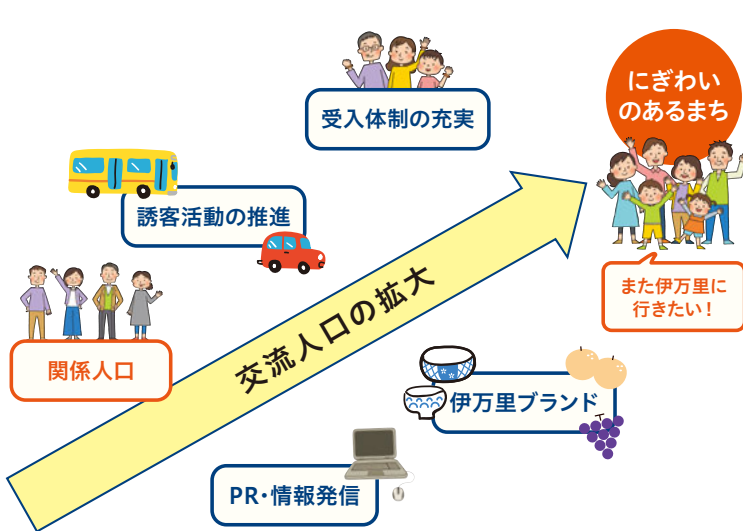 にぎわい
のあるまち
受入体制の充実
誘客活動の推進
また伊万里に
行きたい！
関係人口
交流人口の拡大
伊万里ブランド
PR・情報発信